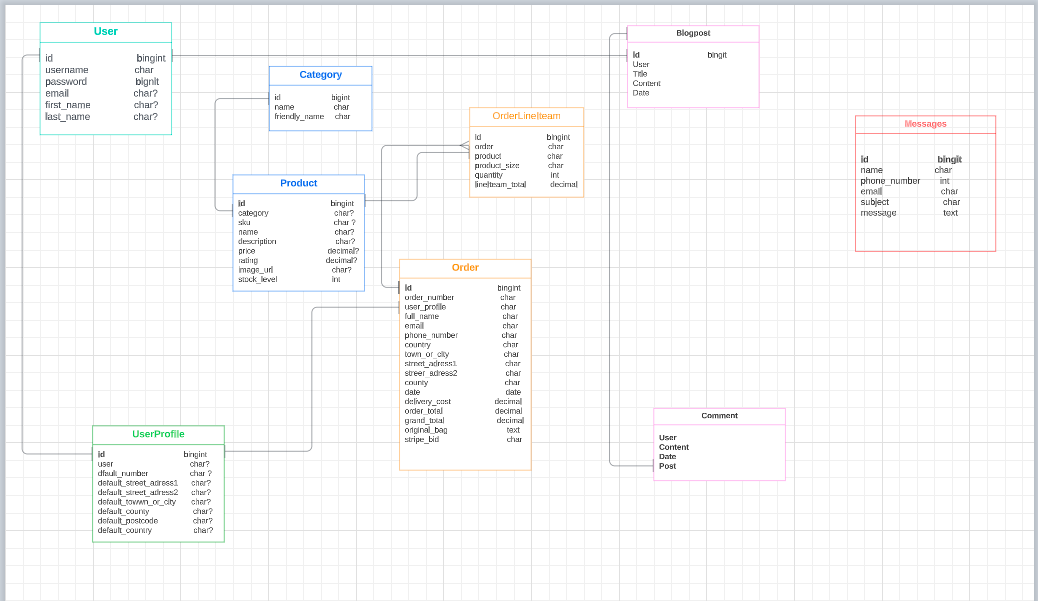 User
id bingint
username char
password bignit
email char?
first_name char?
last_name char?
Category
id bigint
name char
friendly_name char
Product
id bingint
category char?
sku char ?
name char?
description char?
price decimal?
rating decimal?
image_url char?
stock_level int
OrderLineIteam
id bingint
order char
product char
product_size char
quantity int
lineIteam_total decimal
Order
id bingint
order_number char
user_profile char
full_name char
email char
phone_number char
country char
town_or_city char
street_adress1 char
streer_adress2 char
county char
date date
delivery_cost decimal
order_total decimal
grand_total decimal
original_bag text
stripe_bid char
UserProfile
id bingint
user char?
dfault_number char ?
default_street_adress1 char?
default_street_adress2 char?
default_towwn_or_city char?
default_county char?
default_postcode char?
default_country char?
Blogpost
id bingit
User
Title
Content
Date
Comment
User
Content
Date
Post
Messages
id bingit
name char
phone_number int
email char
subject char
message text